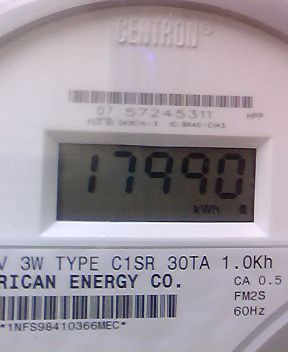 CENTRON®
07 57245311 HPP
17990
kWh
V 3W TYPE C1SR 30TA 1.0Kh
RICAN ENERGY CO. CA 0.5
FM2S
*1NFS98410366MEC* 60Hz